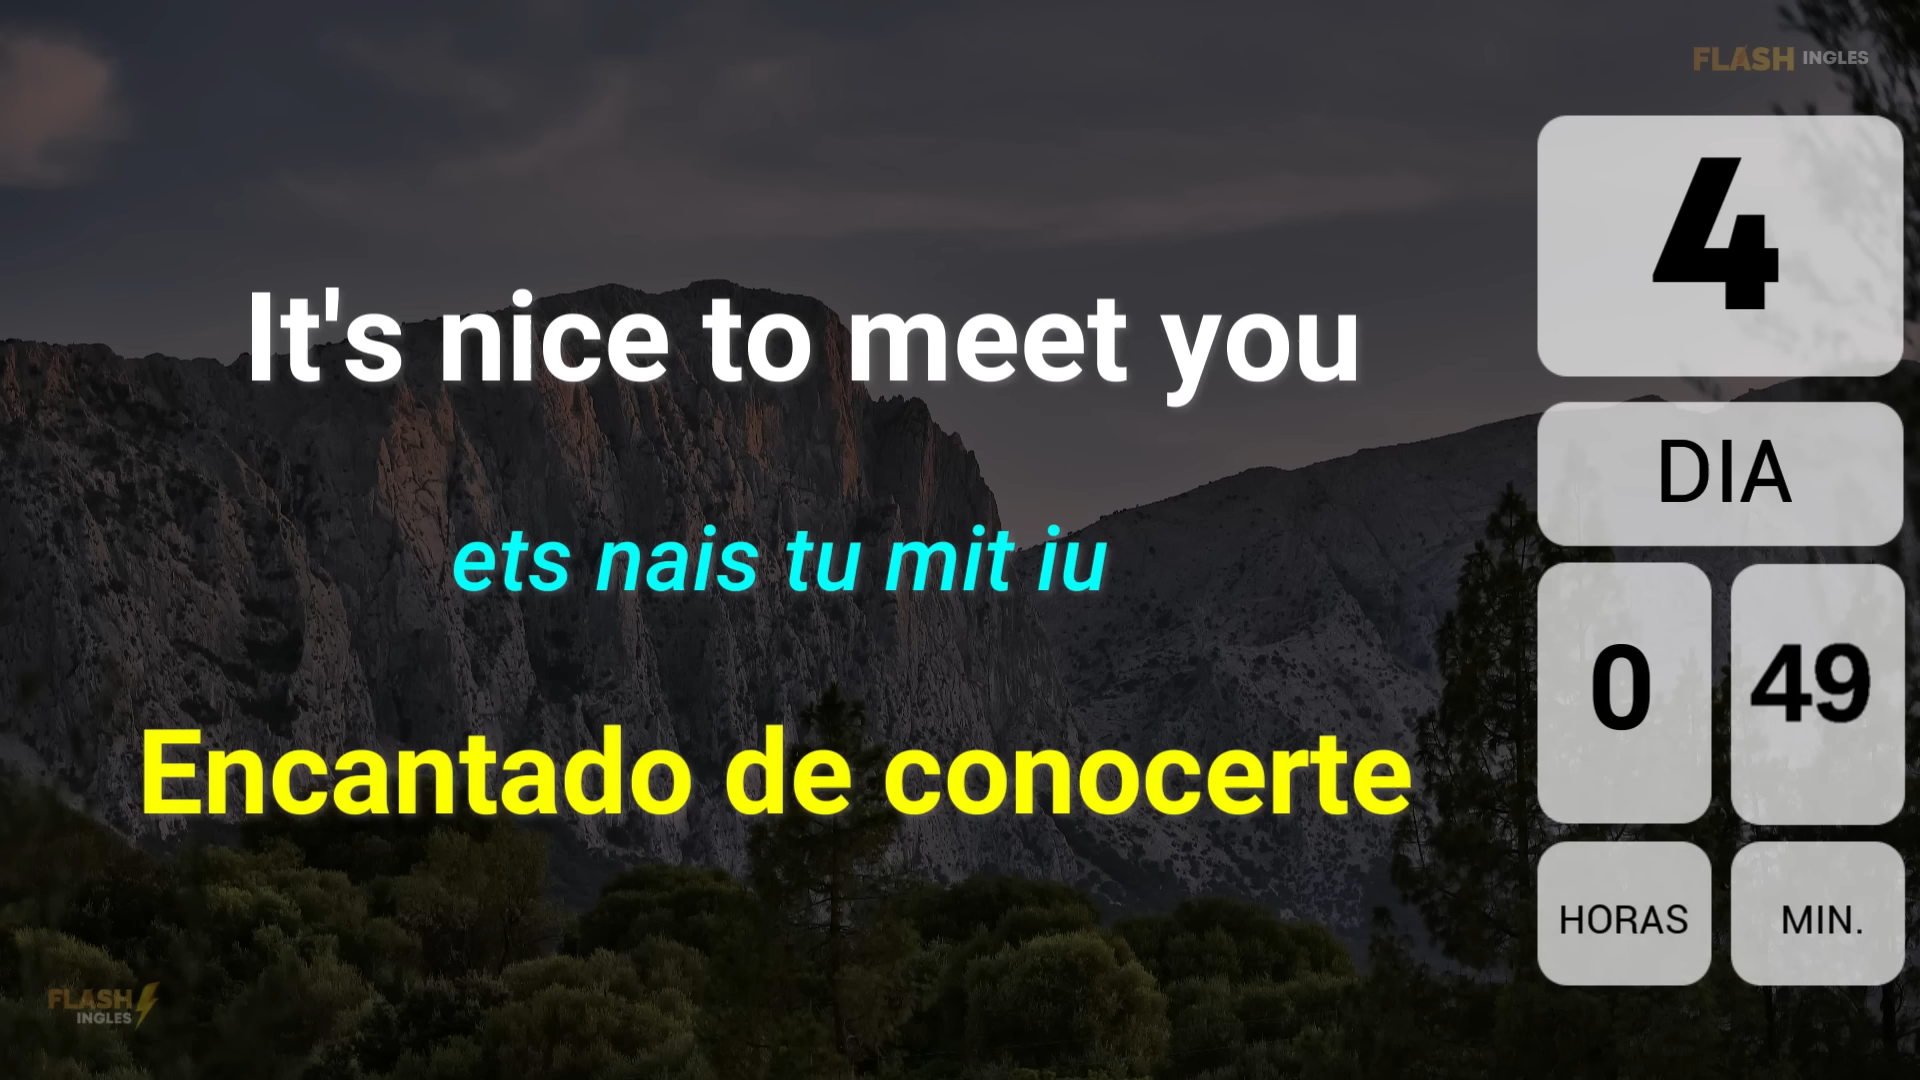 FLASH INGLES
4
DIA
It's nice to meet you
ets nais tu mit iu
Encantado de conocerte
0 49
HORAS MIN.
FLASH
INGLES